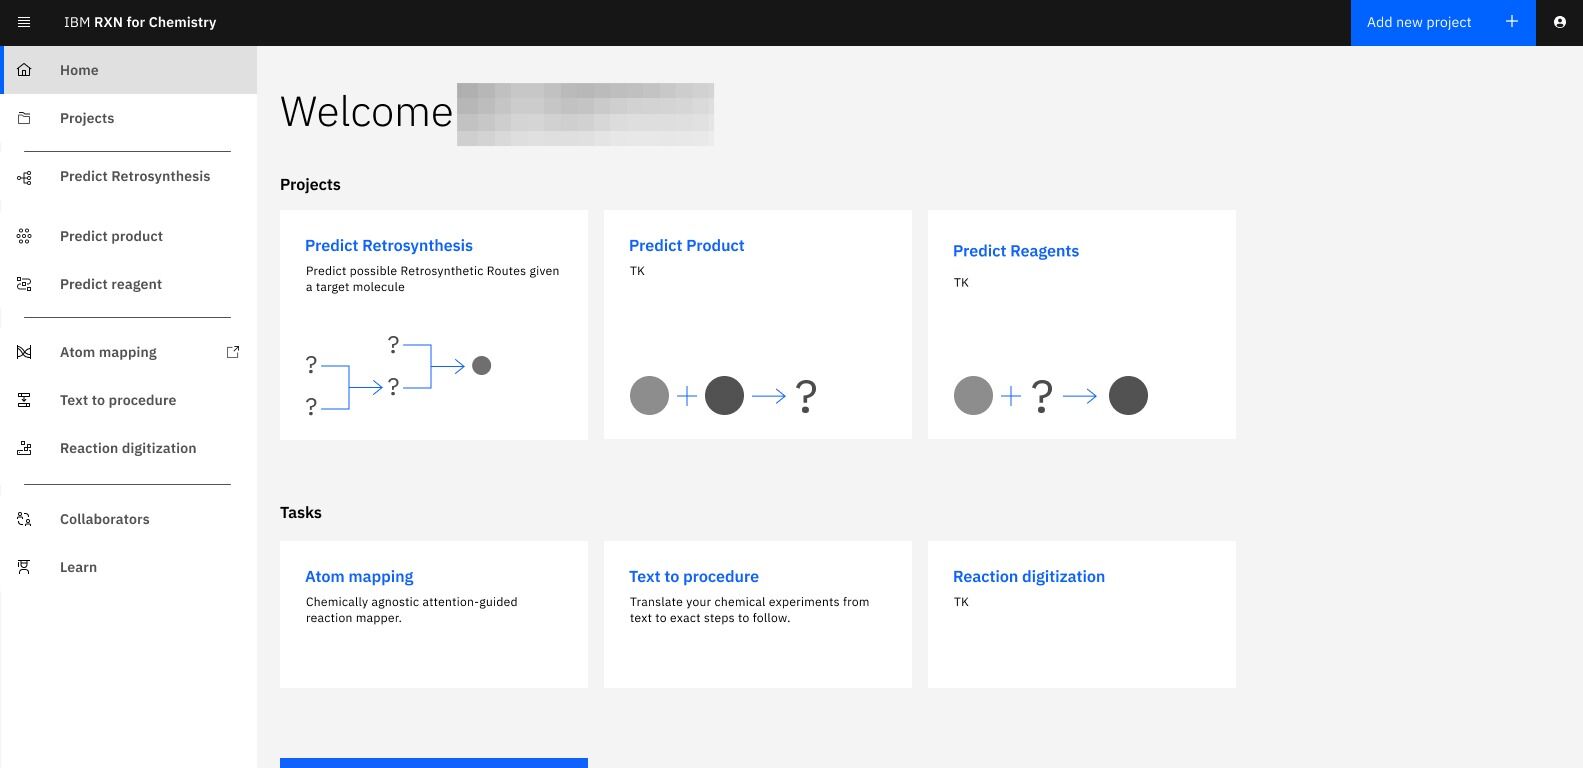 IBM RXN for Chemistry
Add new project
Home
Projects
Predict Retrosynthesis
Predict product
Predict reagent
Atom mapping
Text to procedure
Reaction digitization
Collaborators
Learn
Welcome
Projects
Predict Retrosynthesis
Predict possible Retrosynthetic Routes given
a target molecule
?
?
?
?
Predict Product
TK
+ ?
Predict Reagents
TK
+ ?
Tasks
Atom mapping
Chemically agnostic attention-guided
reaction mapper.
Text to procedure
Translate your chemical experiments from
text to exact steps to follow.
Reaction digitization
TK